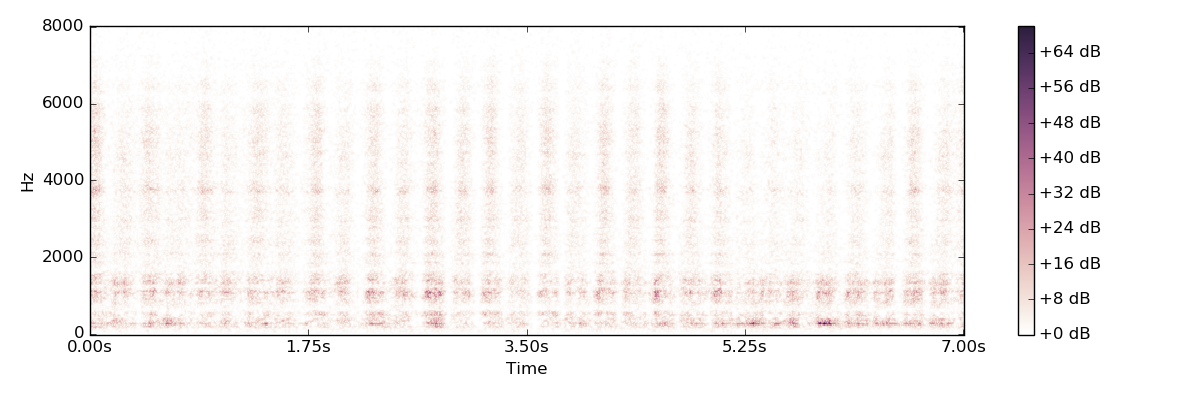 8000
6000
4000
2000
0
Hz
0.00s 1.75s 3.50s 5.25s 7.00s
Time
+64 dB
+56 dB
+48 dB
+40 dB
+32 dB
+24 dB
+16 dB
+8 dB
+0 dB